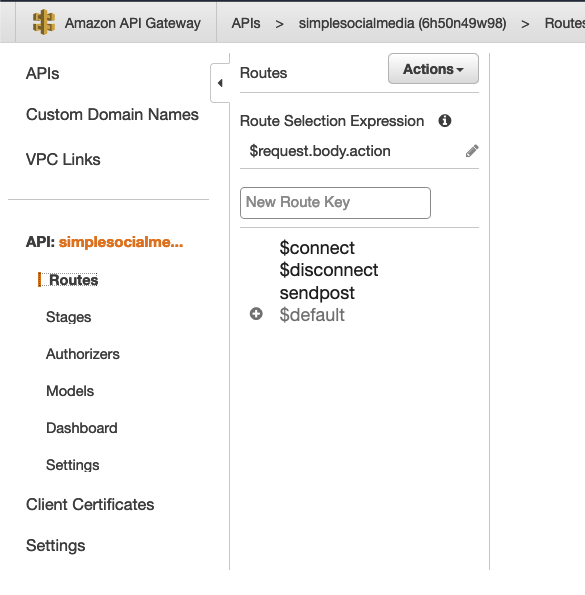 Amazon API Gateway APIs > simplesocialmedia (6h50n49w98) > Routes
APIs
Custom Domain Names
VPC Links
API: simplesocialme...
Routes
Stages
Authorizers
Models
Dashboard
Settings
Client Certificates
Settings
Routes Actions
Route Selection Expression
$request.body.action
New Route Key
$connect
$disconnect
sendpost
$default